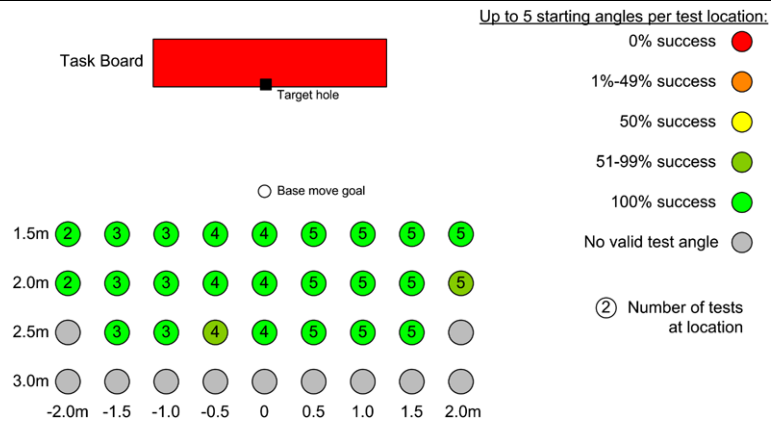 Up to 5 starting angles per test location:
0% success
Task Board
1%-49% success
Target hole
50% success
51-99% success
Base move goal
100% success
1.5m 2 3 3 4 4 5 5 5 5
No valid test angle
2.0m 2 3 3 4 4 5 5 5 5
2 Number of tests
at location
2.5m 3 3 4 4 5 5 5
3.0m
-2.0m -1.5 -1.0 -0.5 0 0.5 1.0 1.5 2.0m